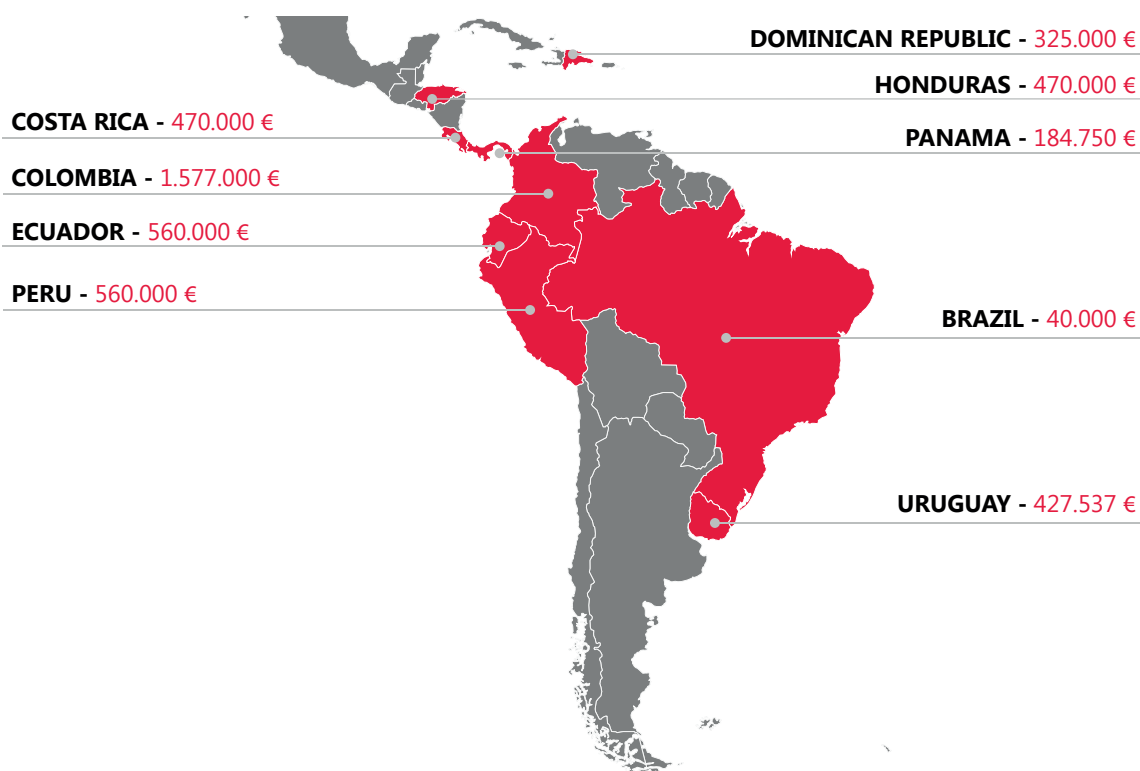 DOMINICAN REPUBLIC - 325.000 €
HONDURAS - 470.000 €
COSTA RICA - 470.000 €
PANAMA - 184.750 €
COLOMBIA - 1.577.000 €
ECUADOR - 560.000 €
PERU - 560.000 €
BRAZIL - 40.000 €
URUGUAY - 427.537 €